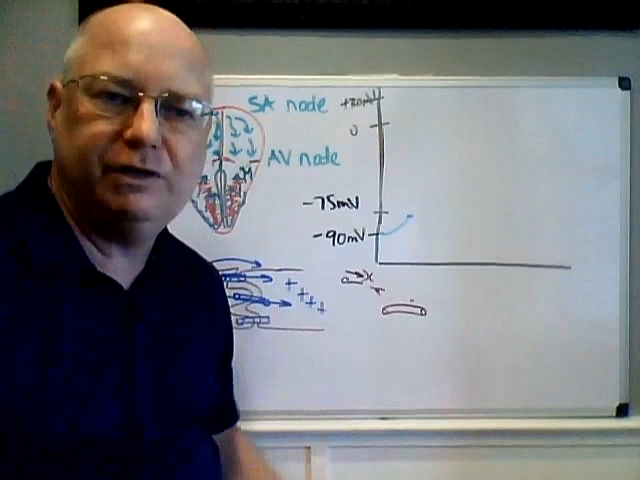 SA node
AV node
+20mV
0
-75mV
-90mV
+ + + +